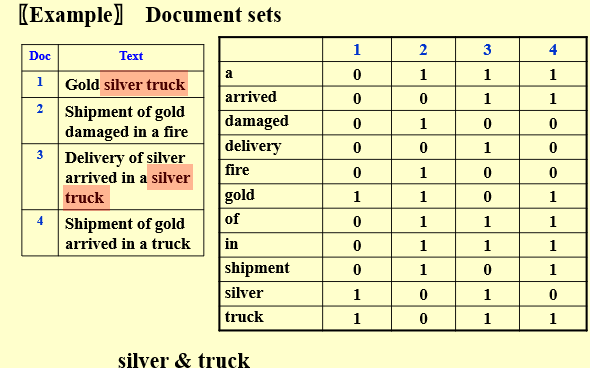 〖Example〗 Document sets
Doc Text
1 Gold silver truck
2 Shipment of gold
damaged in a fire
3 Delivery of silver
arrived in a silver
truck
4 Shipment of gold
arrived in a truck
1 2 3 4
a 0 1 1 1
arrived 0 0 1 1
damaged 0 1 0 0
delivery 0 0 1 0
fire 0 1 0 0
gold 1 1 0 1
of 0 1 1 1
in 0 1 1 1
shipment 0 1 0 1
silver 1 0 1 0
truck 1 0 1 1
silver & truck